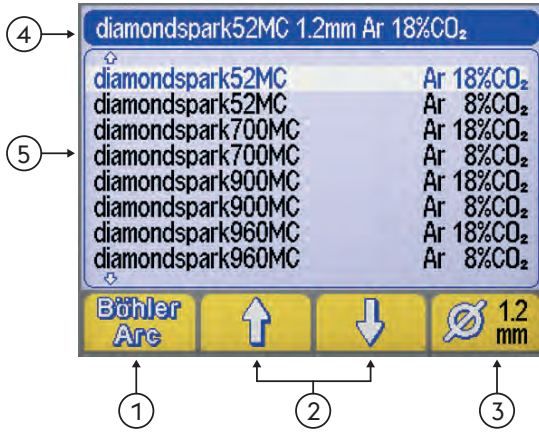 diamondspark52MC 1.2mm Ar 18%CO₂
4
diamondspark52MC Ar 18%CO₂
diamondspark52MC Ar 8%CO₂
diamondspark700MC Ar 18%CO₂
5
diamondspark700MC Ar 8%CO₂
diamondspark900MC Ar 18%CO₂
diamondspark900MC Ar 8%CO₂
diamondspark960MC Ar 18%CO₂
diamondspark960MC Ar 8%CO₂
Böhler Ø 1.2
Arc mm
1 2 3